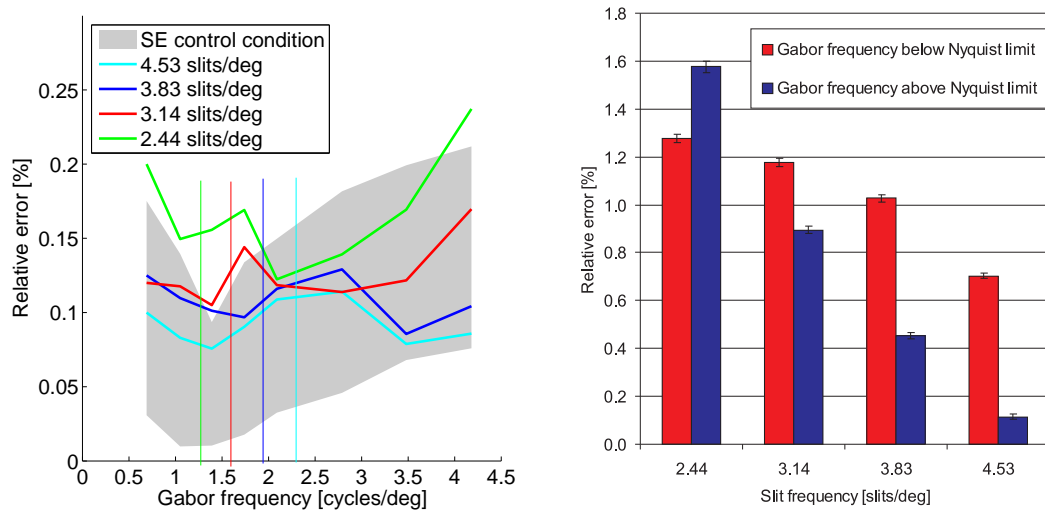 SE control condition
4.53 slits/deg
3.83 slits/deg
3.14 slits/deg
2.44 slits/deg
0.25
0.2
0.15
0.1
0.05
0
Relative error [%]
0 0.5 1 1.5 2 2.5 3 3.5 4 4.5
Gabor frequency [cycles/deg]
1.8
1.6
1.4
1.2
1.0
0.8
0.6
0.4
0.2
0.0
Relative error [%]
Gabor frequency below Nyquist limit
Gabor frequency above Nyquist limit
2.44 3.14 3.83 4.53
Slit frequency [slits/deg]